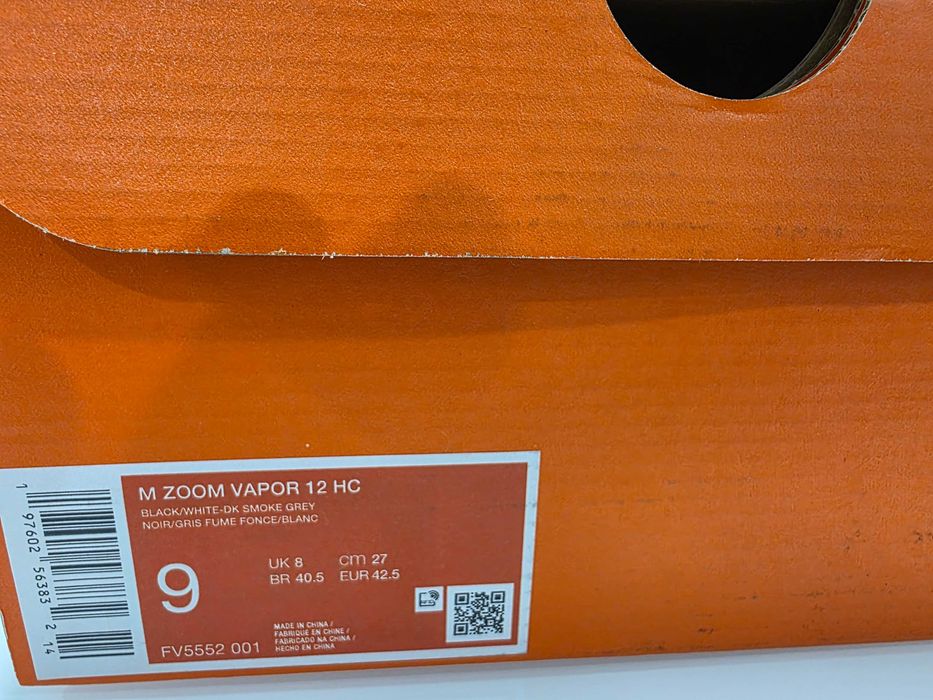 M ZOOM VAPOR 12 HC
BLACK/WHITE-DK SMOKE GREY
NOIR/GRIS FUME FONCE/BLANC
9
UK 8 cm 27
BR 40.5 EUR 42.5
MADE IN CHINA /
FABRIQUE EN CHINE /
FABRICADO NA CHINA /
HECHO EN CHINA
FV5552 001
1 97602 56383 2 14